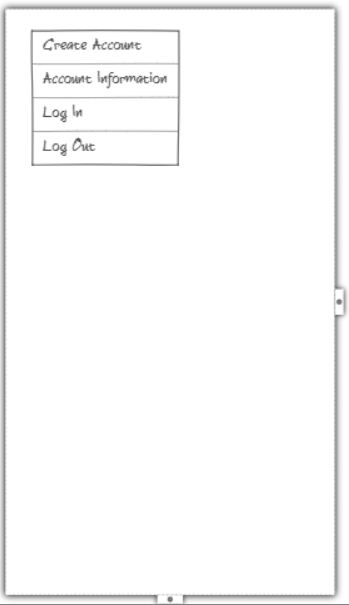 Create Account
Account Information
Log In
Log Out